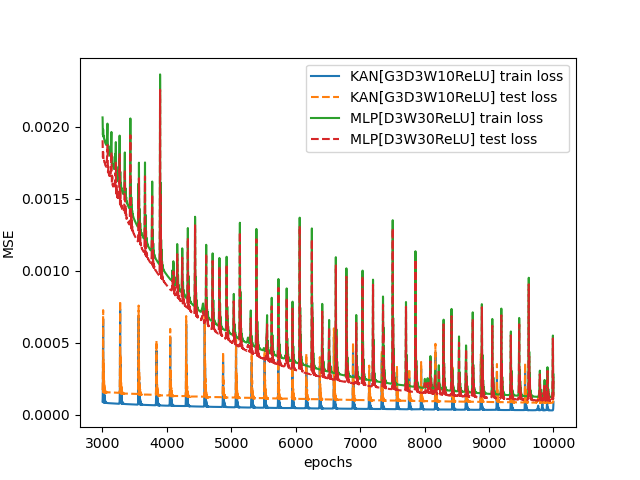 KAN[G3D3W10ReLU] train loss
KAN[G3D3W10ReLU] test loss
MLP[D3W30ReLU] train loss
MLP[D3W30ReLU] test loss
0.0020
0.0015
0.0010
0.0005
0.0000
MSE
3000 4000 5000 6000 7000 8000 9000 10000
epochs